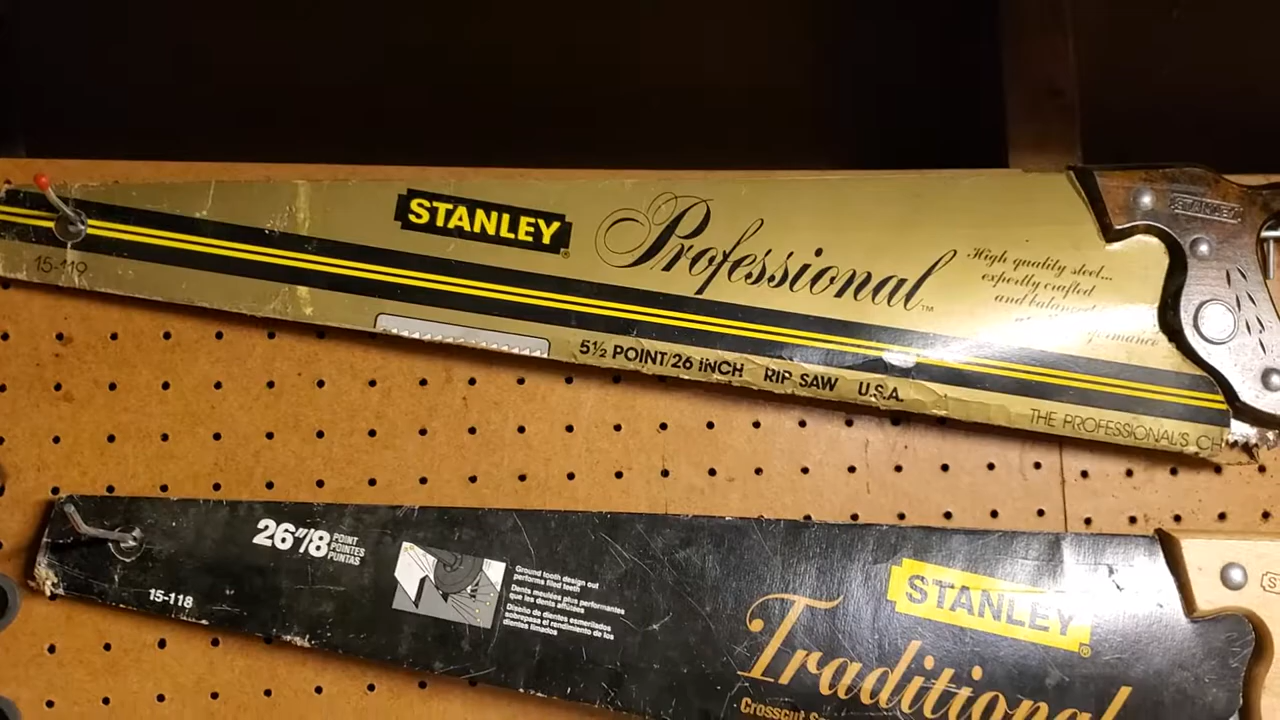 STANLEY
Professional™
High quality steel...
expertly crafted
and balanced
15-119
5½ POINT/26 INCH RIP SAW U.S.A.
THE PROFESSIONAL'S CH
STANLEY
26"/8 POINT
POINTES
PUNTAS
15-118
Ground tooth design out
performs filed teeth
Dents meulées plus performantes
que les dents affûtées
Diseño de dientes esmerilados
sobrepasa el rendimiento de los
dientes limados
STANLEY®
Traditional
Crosscut